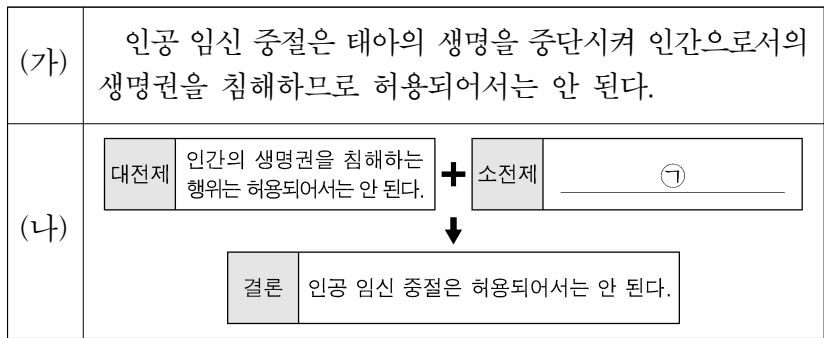 (가)
인공 임신 중절은 태아의 생명을 중단시켜 인간으로서의
생명권을 침해하므로 허용되어서는 안 된다.
(나)
대전제
인간의 생명권을 침해하는
행위는 허용되어서는 안 된다.
+
소전제
㉠
결론
인공 임신 중절은 허용되어서는 안 된다.